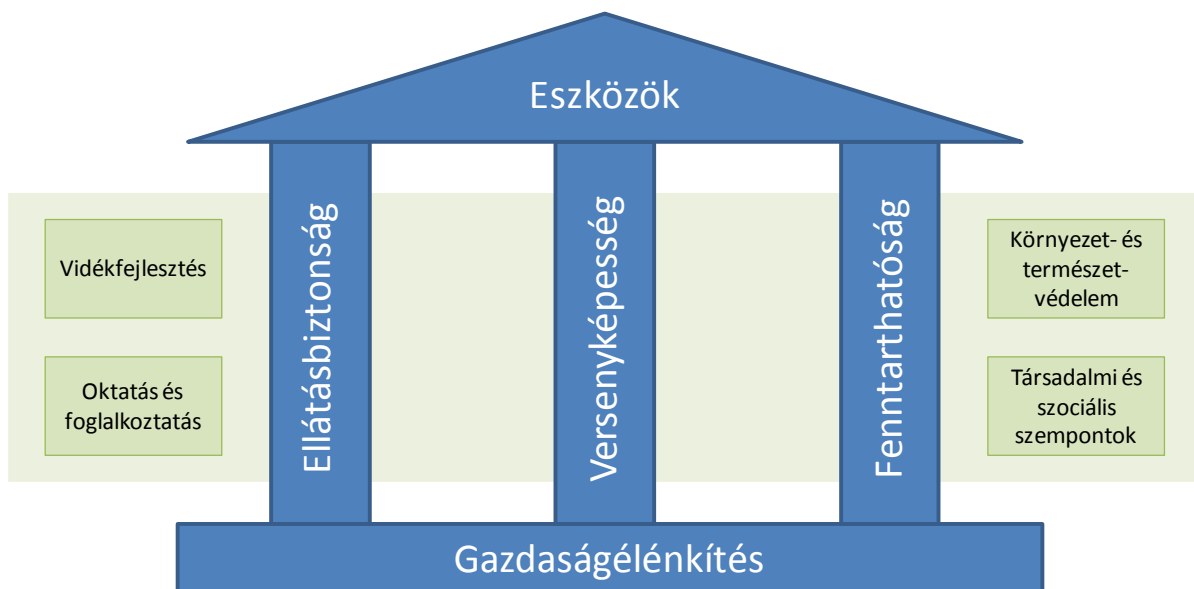 Eszközök
Ellátásbiztonság
Versenyképesség
Fenntarthatóság
Vidékfejlesztés
Oktatás és
foglalkoztatás
Környezet- és
természet-
védelem
Társadalmi és
szociális
szempontok
Gazdaságélénkítés